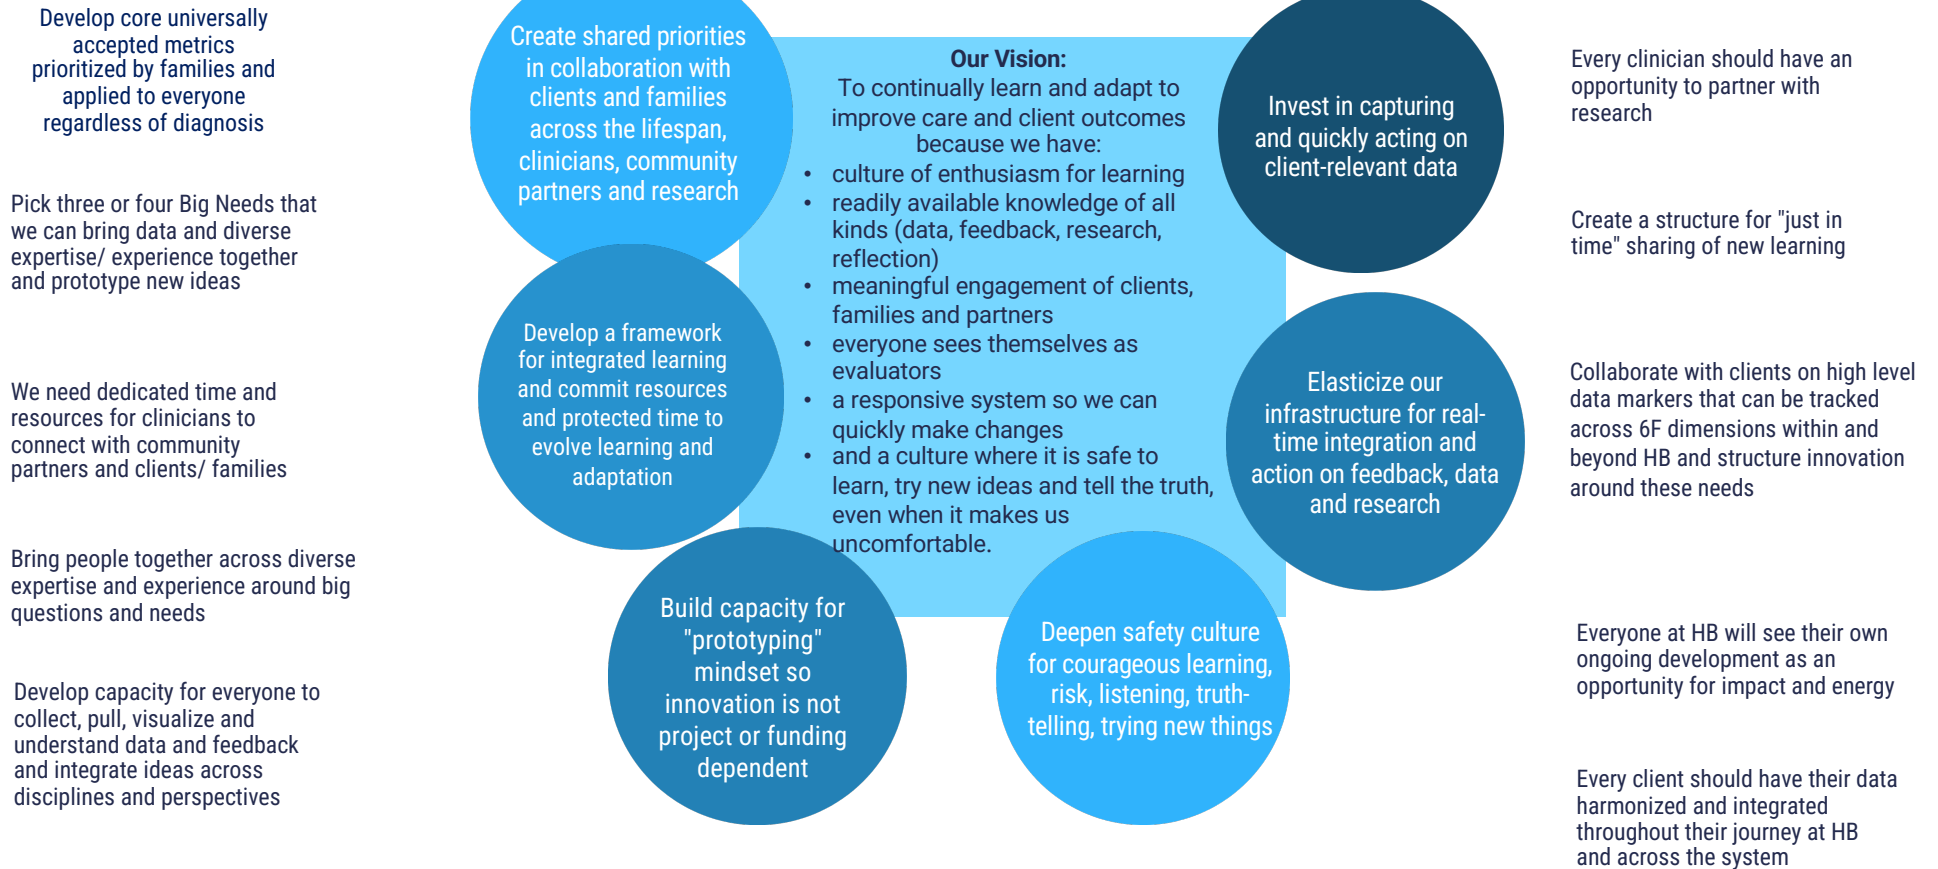 Develop core universally
accepted metrics
prioritized by families and
applied to everyone
regardless of diagnosis
Pick three or four Big Needs that
we can bring data and diverse
expertise/ experience together
and prototype new ideas
We need dedicated time and
resources for clinicians to
connect with community
partners and clients/ families
Bring people together across diverse
expertise and experience around big
questions and needs
Develop capacity for everyone to
collect, pull, visualize and
understand data and feedback
and integrate ideas across
disciplines and perspectives
Create shared priorities
in collaboration with
clients and families
across the lifespan,
clinicians, community
partners and research
Develop a framework
for integrated learning
and commit resources
and protected time to
evolve learning and
adaptation
Build capacity for
"prototyping"
mindset so
innovation is not
project or funding
dependent
Our Vision:
To continually learn and adapt to
improve care and client outcomes
because we have:
• culture of enthusiasm for learning
• readily available knowledge of all
kinds (data, feedback, research,
reflection)
• meaningful engagement of clients,
families and partners
• everyone sees themselves as
evaluators
• a responsive system so we can
quickly make changes
• and a culture where it is safe to
learn, try new ideas and tell the truth,
even when it makes us
uncomfortable.
Deepen safety culture
for courageous learning,
risk, listening, truth-
telling, trying new things
Invest in capturing
and quickly acting on
client-relevant data
Elasticize our
infrastructure for real-
time integration and
action on feedback, data
and research
Every clinician should have an
opportunity to partner with
research
Create a structure for "just in
time" sharing of new learning
Collaborate with clients on high level
data markers that can be tracked
across 6F dimensions within and
beyond HB and structure innovation
around these needs
Everyone at HB will see their own
ongoing development as an
opportunity for impact and energy
Every client should have their data
harmonized and integrated
throughout their journey at HB
and across the system